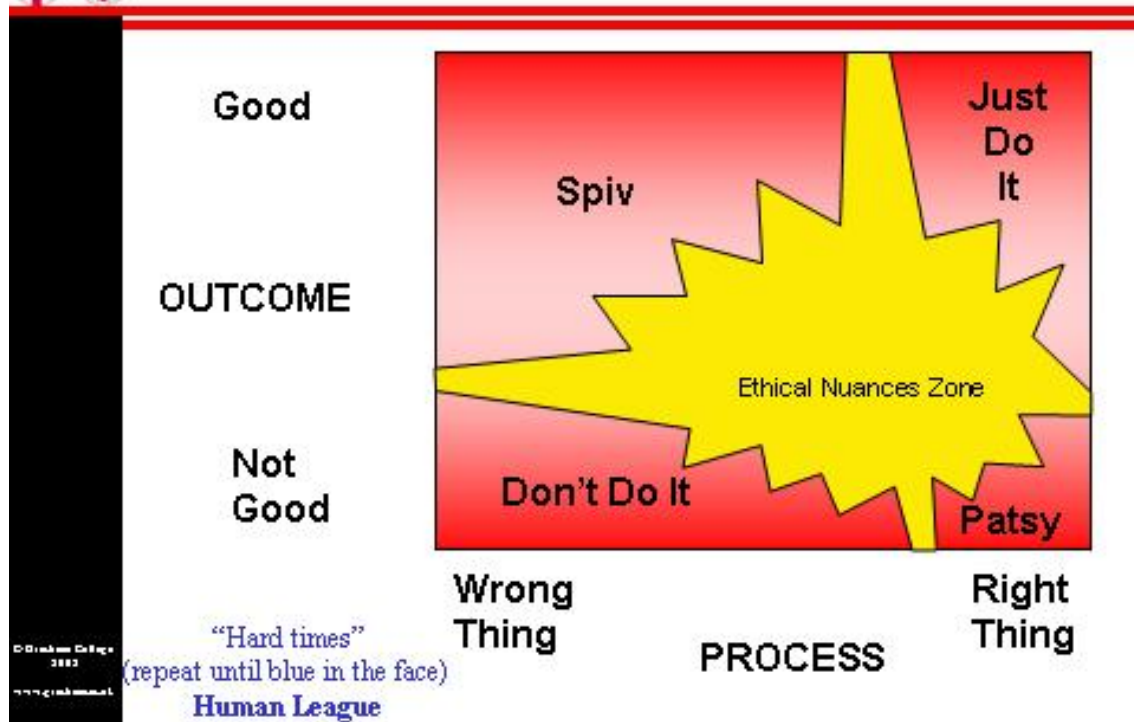 Good
Just
Do
It
Spiv
OUTCOME
Ethical Nuances Zone
Not
Good
Don't Do It
Patsy
Wrong
Thing
Right
Thing
PROCESS
“Hard times”
(repeat until blue in the face)
Human League